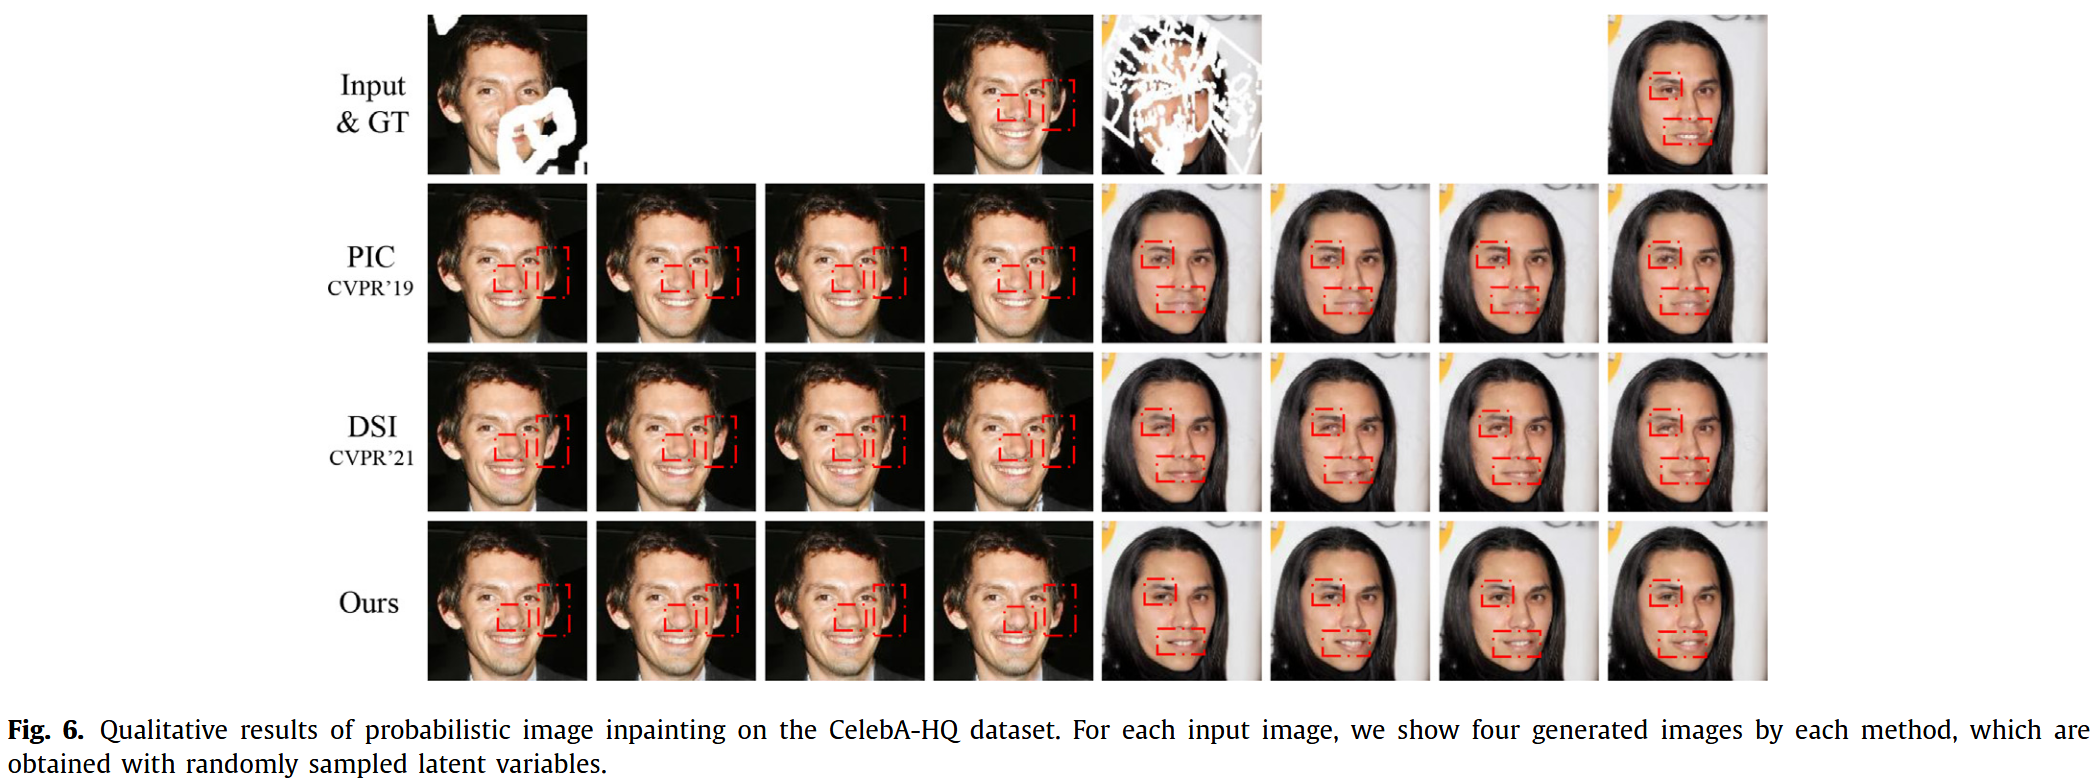 Input
& GT
PIC
CVPR'19
DSI
CVPR'21
Ours
Fig. 6. Qualitative results of probabilistic image inpainting on the CelebA-HQ dataset. For each input image, we show four generated images by each method, which are
obtained with randomly sampled latent variables.